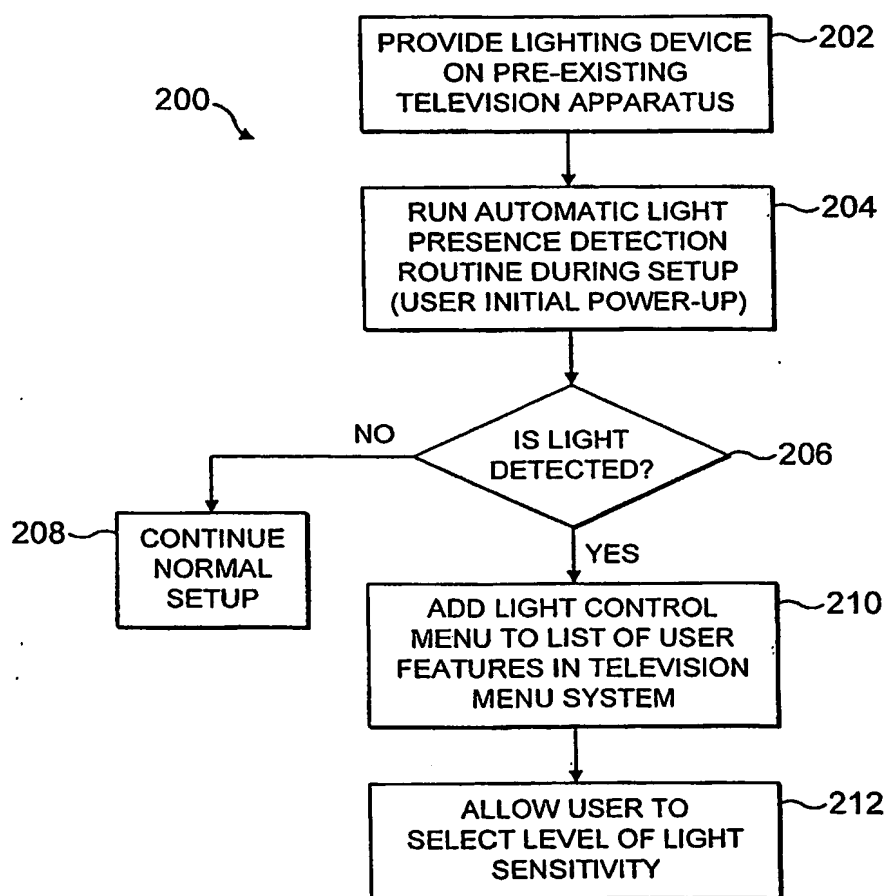 PROVIDE LIGHTING DEVICE
ON PRE-EXISTING
TELEVISION APPARATUS
202
200
RUN AUTOMATIC LIGHT
PRESENCE DETECTION
ROUTINE DURING SETUP
(USER INITIAL POWER-UP)
204
NO
IS LIGHT
DETECTED?
206
208
CONTINUE
NORMAL
SETUP
YES
ADD LIGHT CONTROL
MENU TO LIST OF USER
FEATURES IN TELEVISION
MENU SYSTEM
210
ALLOW USER TO
SELECT LEVEL OF LIGHT
SENSITIVITY
212